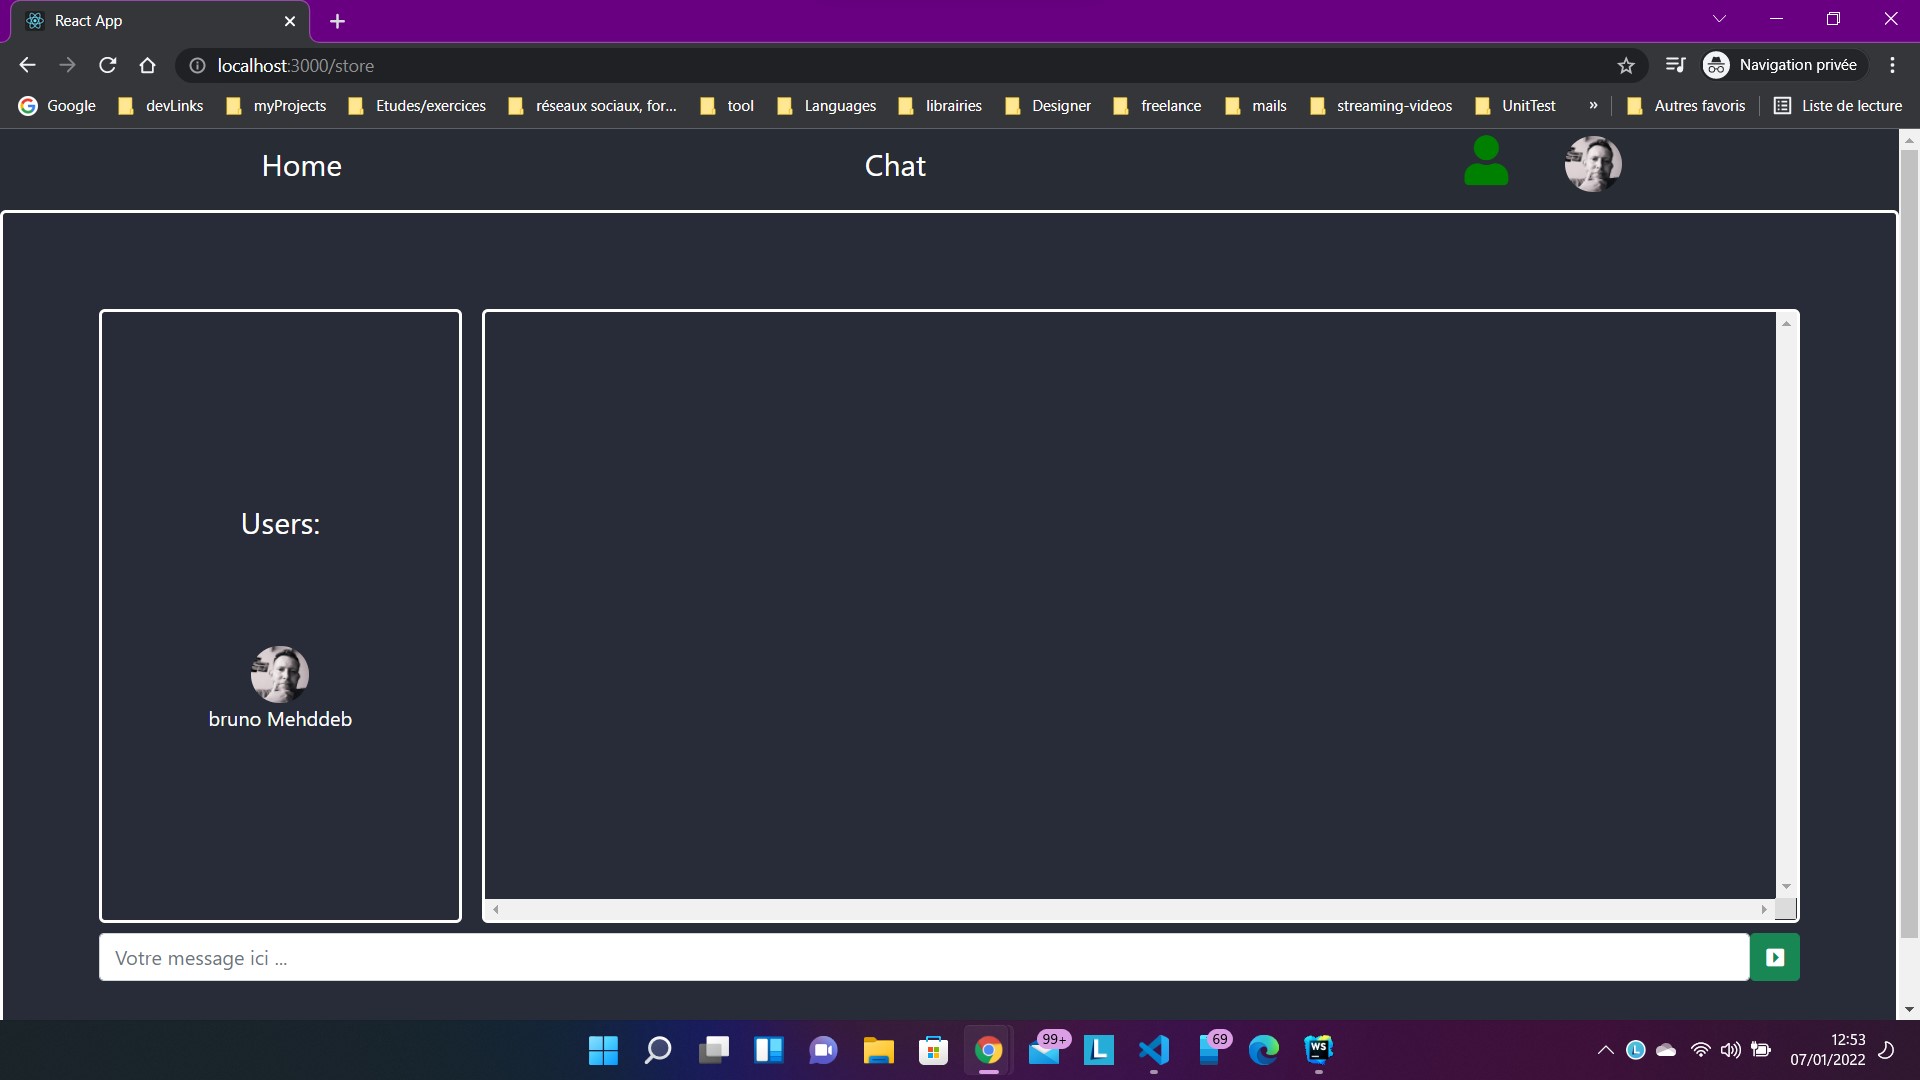 React App
localhost:3000/store
Navigation privée
Google devLinks myProjects Etudes/exercices réseaux sociaux, for... tool Languages librairies Designer freelance mails streaming-videos UnitTest » Autres favoris Liste de lecture
Home Chat
Users:
bruno Mehddeb
Votre message ici ...
99+ L 69 WS
L 12:53
07/01/2022